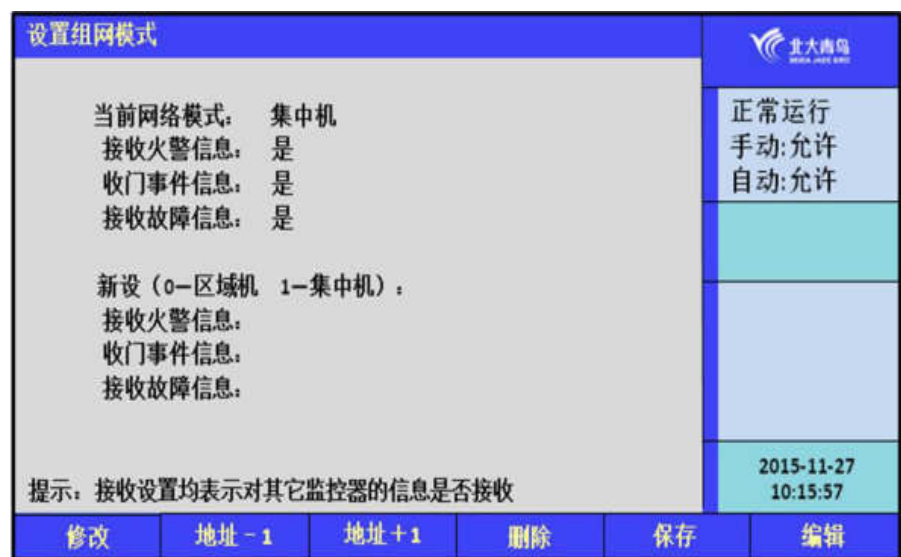 设置组网模式
北大青鸟
当前网络模式： 集中机
接收火警信息： 是
收门事件信息： 是
接收故障信息： 是
新设（0—区域机 1—集中机）：
接收火警信息：
收门事件信息：
接收故障信息：
提示：接收设置均表示对其它监控器的信息是否接收
正常运行
手动:允许
自动:允许
2015-11-27
10:15:57
修改 地址－1 地址＋1 删除 保存 编辑